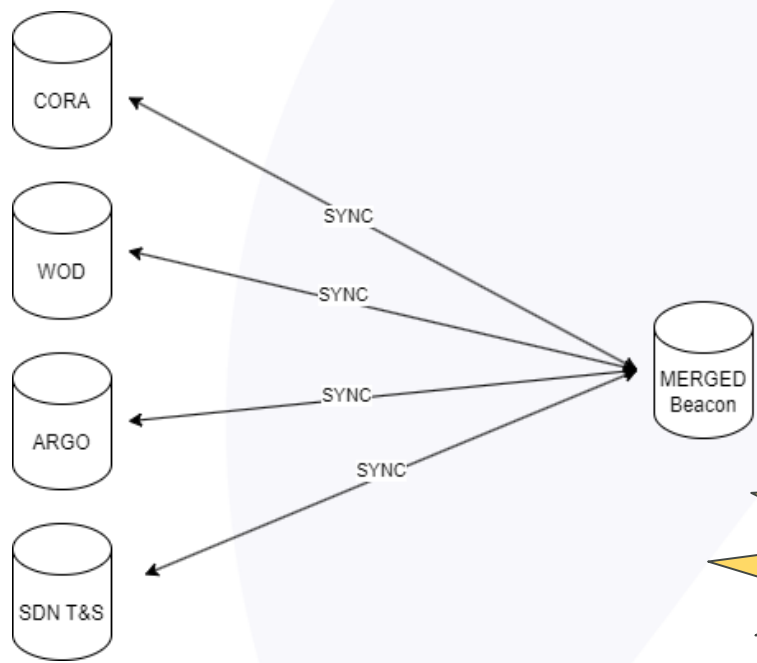 CORA
SYNC
WOD
SYNC
MERGED
Beacon
SYNC
ARGO
SYNC
SDN T&S